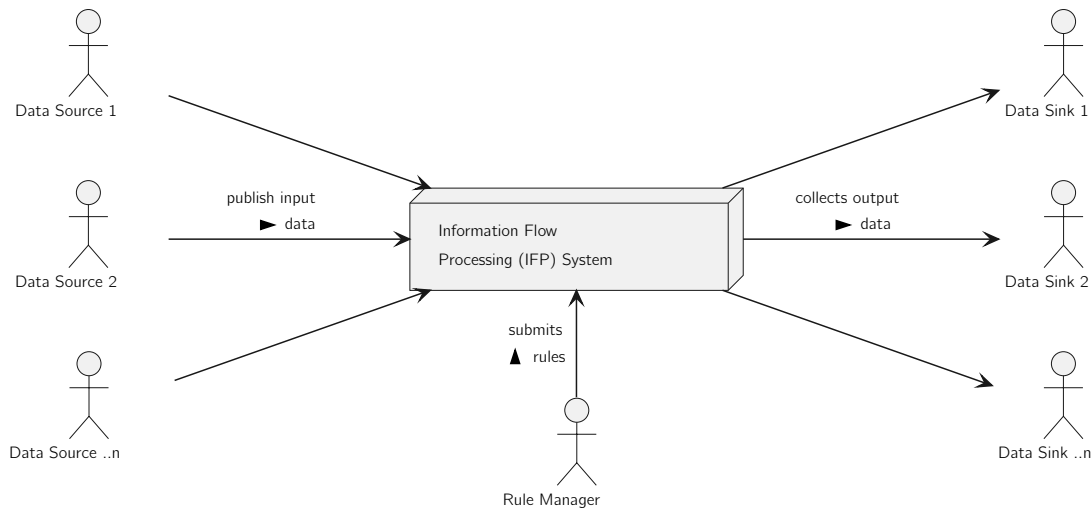 Data Source 1
Data Sink 1
publish input
data
collects output
data
Information Flow
Processing (IFP) System
Data Source 2
Data Sink 2
submits
rules
Data Source ..n
Data Sink ..n
Rule Manager